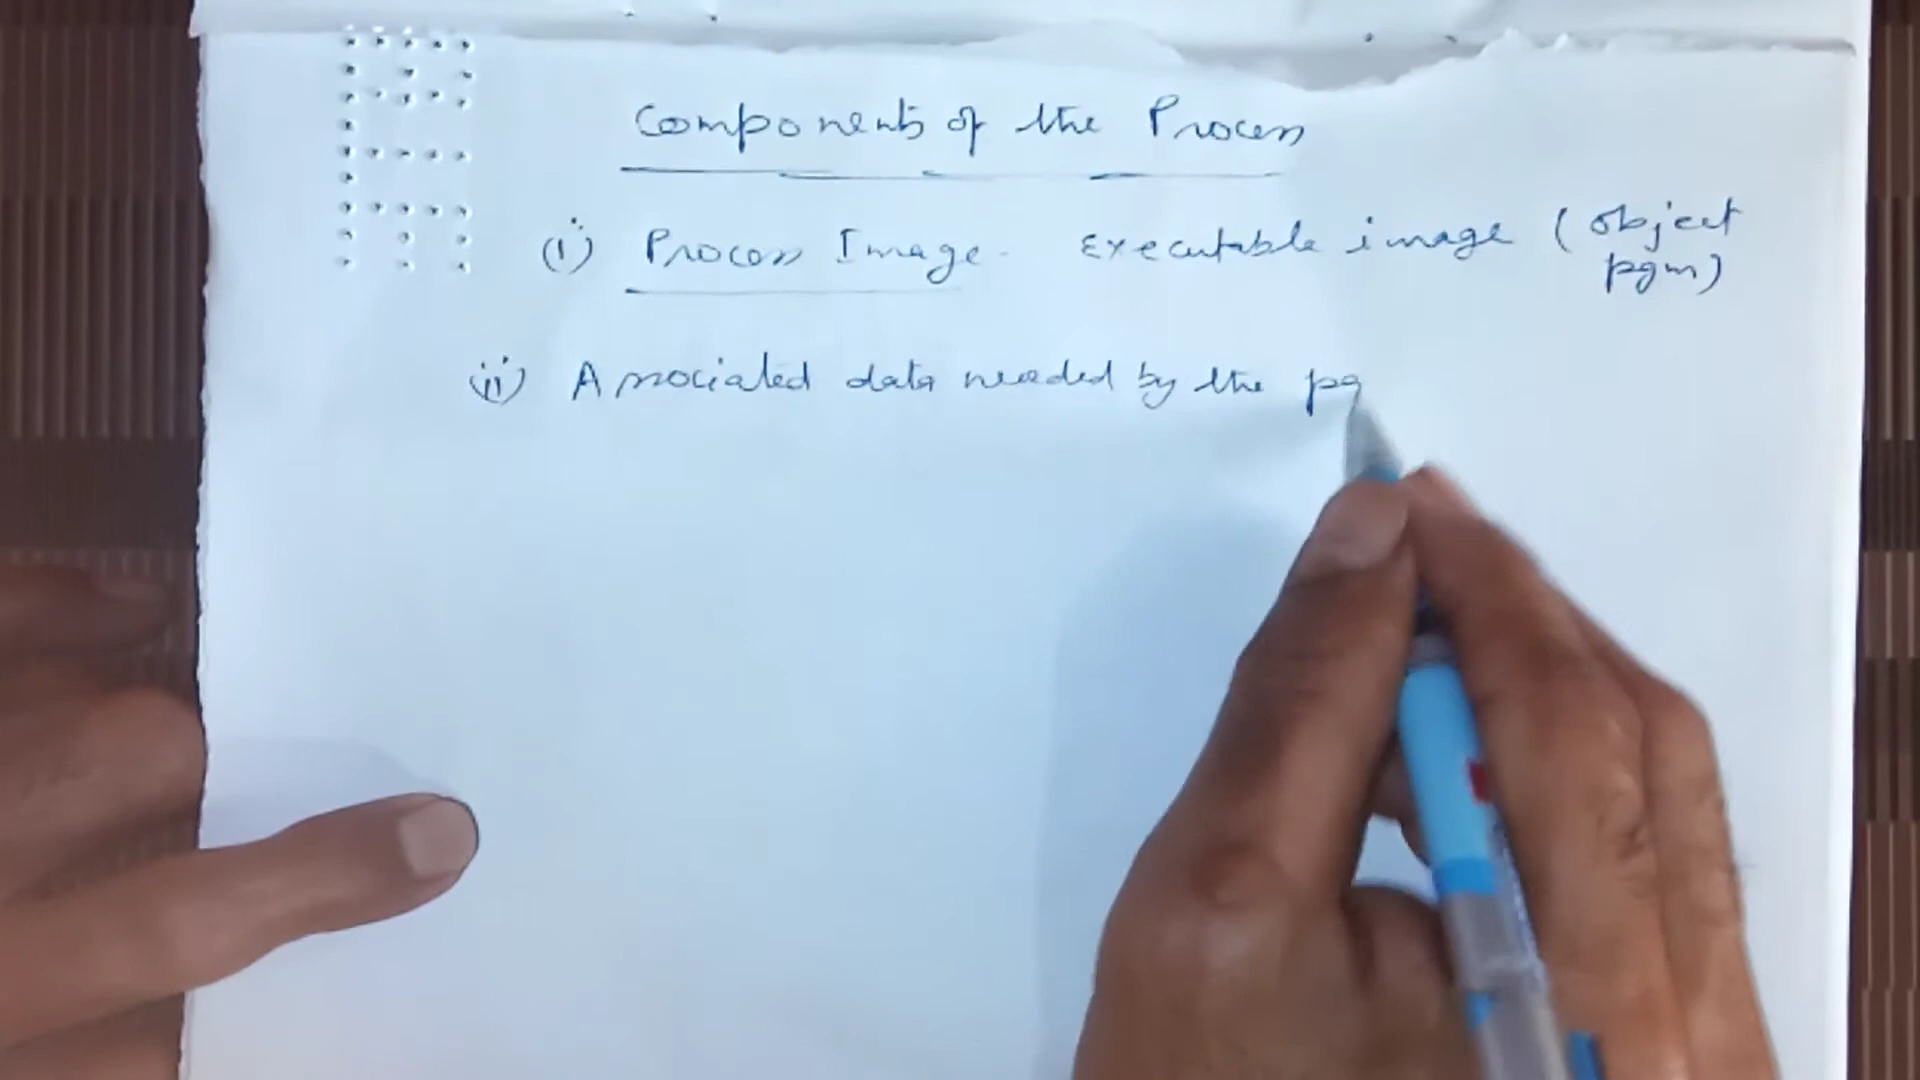 Components of the Process
(i) Process Image - Executable image (object
pgm)
(ii) Associated data needed by the pg